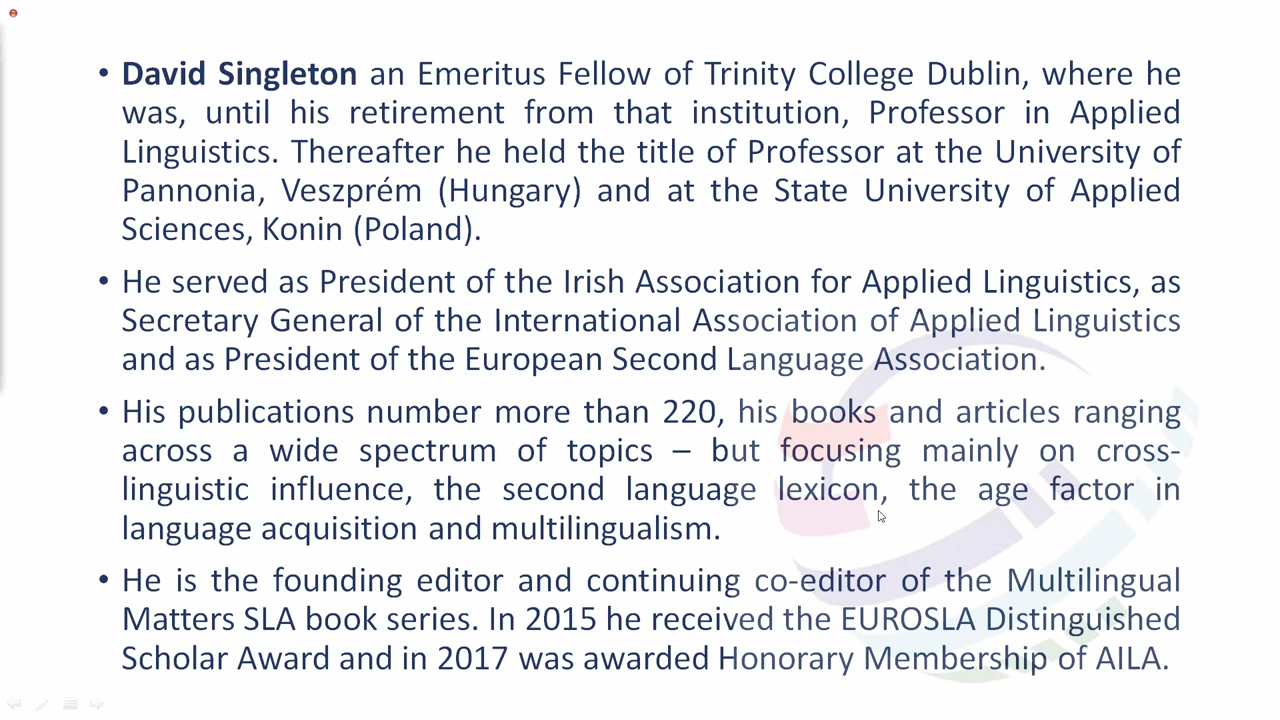 • David Singleton an Emeritus Fellow of Trinity College Dublin, where he
was, until his retirement from that institution, Professor in Applied
Linguistics. Thereafter he held the title of Professor at the University of
Pannonia, Veszprém (Hungary) and at the State University of Applied
Sciences, Konin (Poland).
• He served as President of the Irish Association for Applied Linguistics, as
Secretary General of the International Association of Applied Linguistics
and as President of the European Second Language Association.
• His publications number more than 220, his books and articles ranging
across a wide spectrum of topics – but focusing mainly on cross-
linguistic influence, the second language lexicon, the age factor in
language acquisition and multilingualism.
• He is the founding editor and continuing co-editor of the Multilingual
Matters SLA book series. In 2015 he received the EUROSLA Distinguished
Scholar Award and in 2017 was awarded Honorary Membership of AILA.